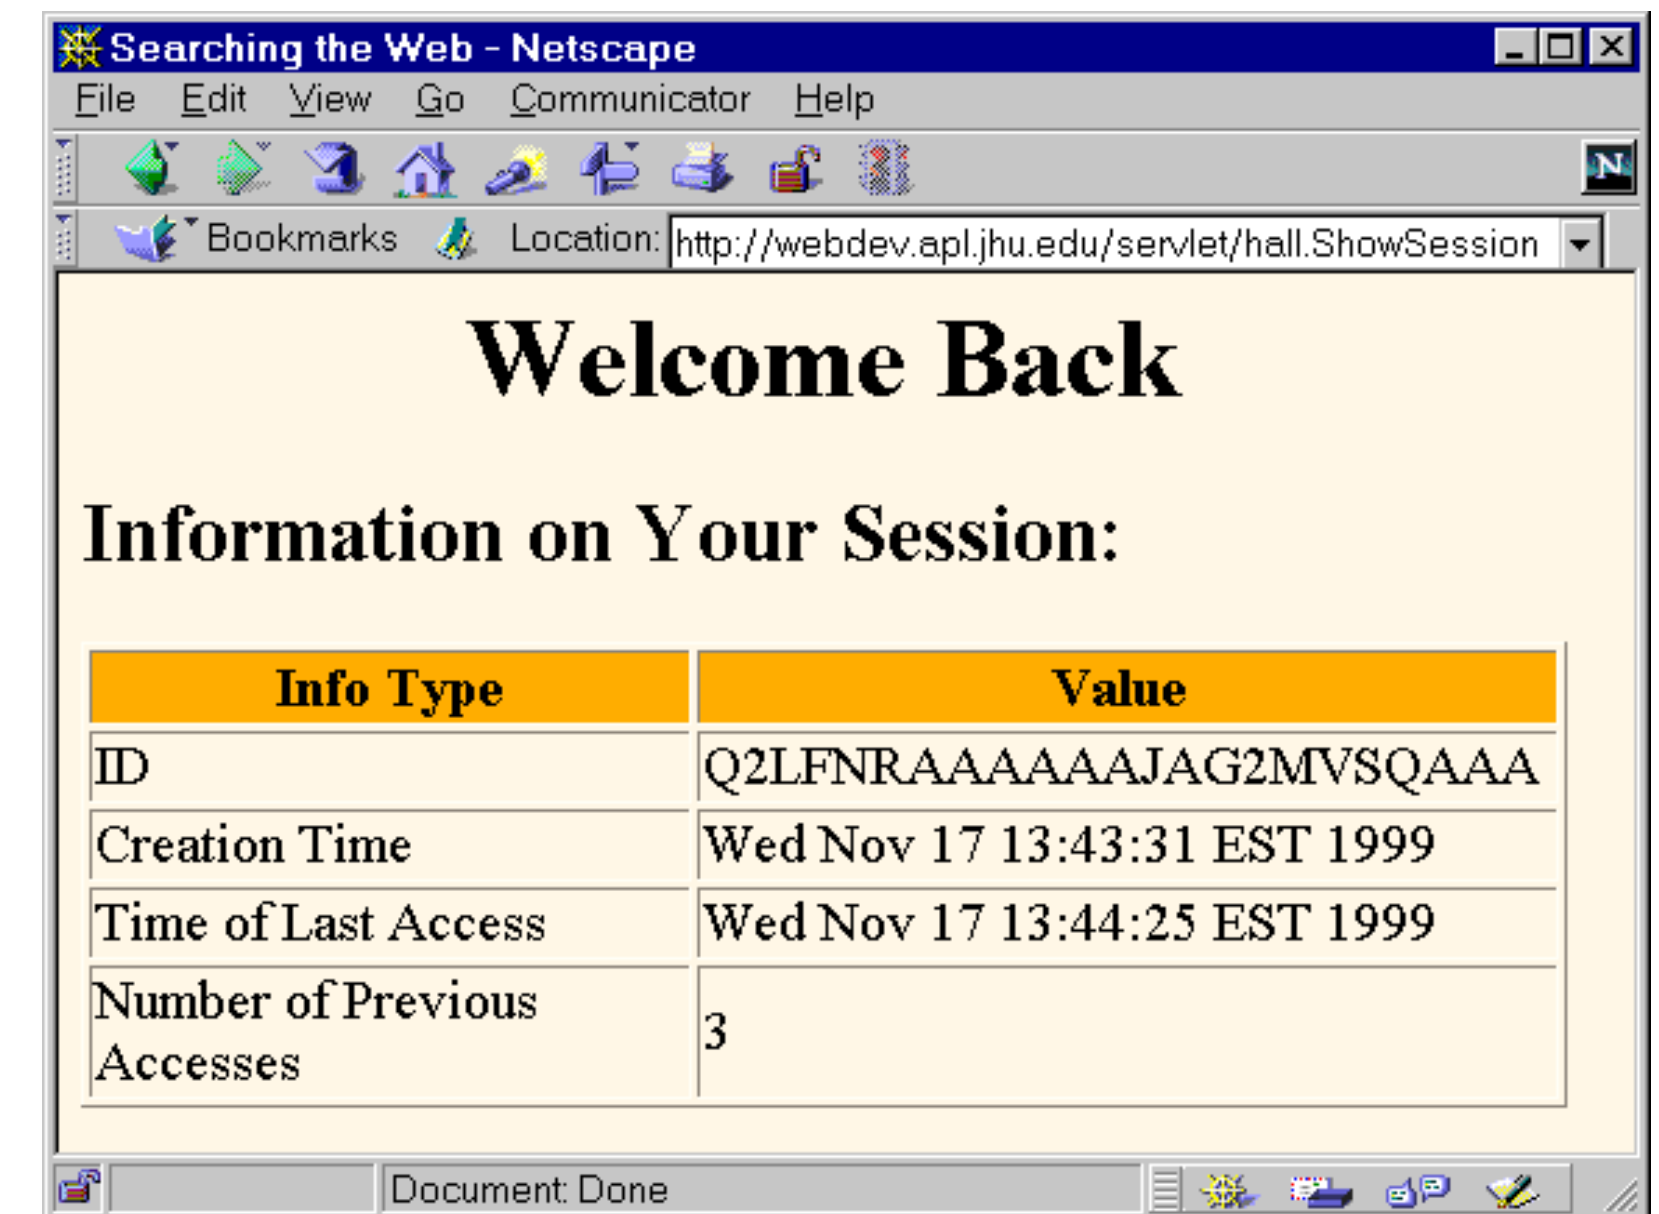 Searching the Web - Netscape
File Edit View Go Communicator Help
N
Bookmarks Location: http://webdev.apl.jhu.edu/servlet/hall.ShowSession
Welcome Back
Information on Your Session:
Info Type Value
ID Q2LFNRAAAAAAJAG2MVSQAAA
Creation Time Wed Nov 17 13:43:31 EST 1999
Time of Last Access Wed Nov 17 13:44:25 EST 1999
Number of Previous
Accesses 3
Document: Done